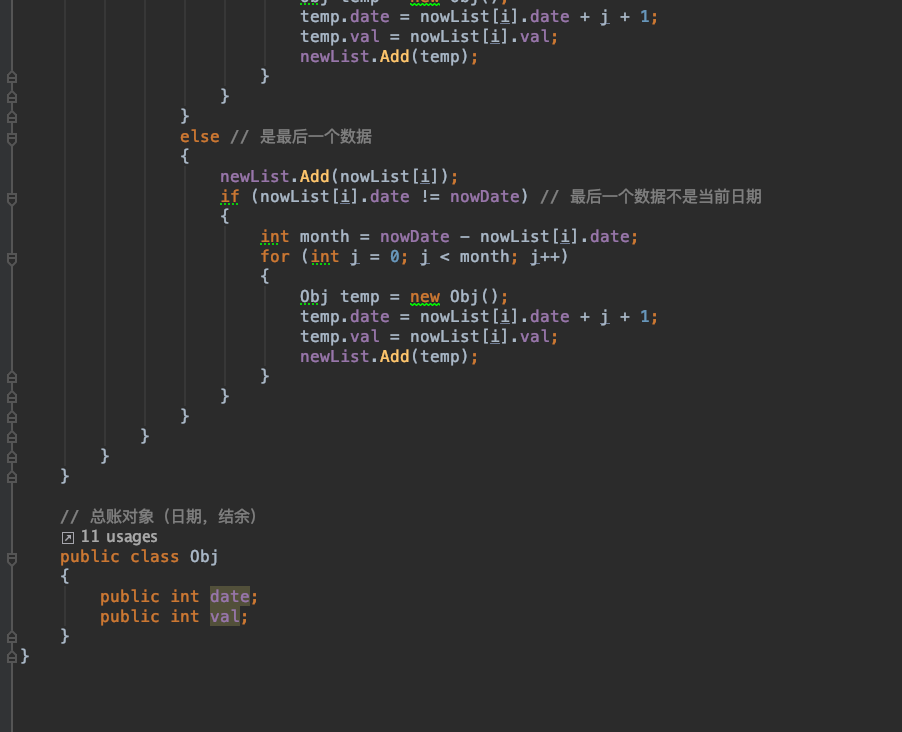 Obj temp = new Obj();
temp.date = nowList[i].date + j + 1;
temp.val = nowList[i].val;
newList.Add(temp);
}
}
}
else // 是最后一个数据
{
newList.Add(nowList[i]);
if (nowList[i].date != nowDate) // 最后一个数据不是当前日期
{
int month = nowDate - nowList[i].date;
for (int j = 0; j < month; j++)
{
Obj temp = new Obj();
temp.date = nowList[i].date + j + 1;
temp.val = nowList[i].val;
newList.Add(temp);
}
}
}
}
}
}
// 总账对象（日期，结余）
11 usages
public class Obj
{
public int date;
public int val;
}
}